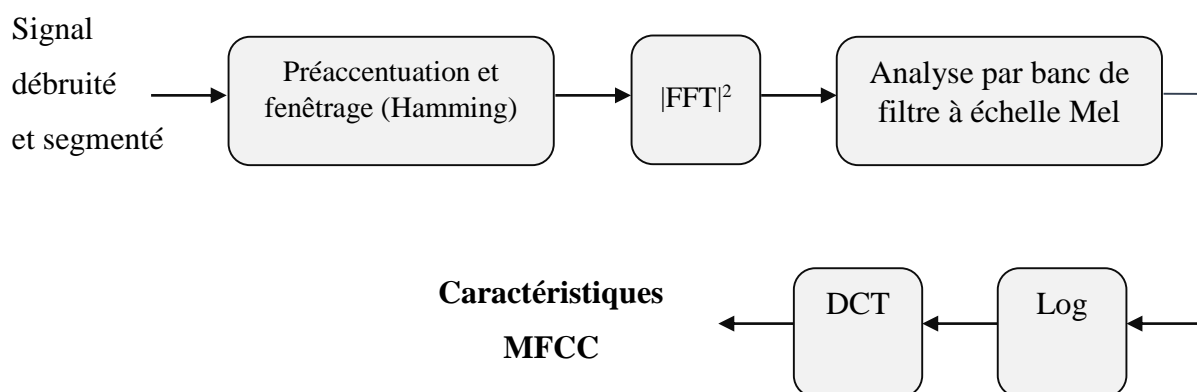 Signal
débruité
et segmenté
Préaccentuation et
fenêtrage (Hamming)
|FFT|²
Analyse par banc de
filtre à échelle Mel
Caractéristiques
MFCC
DCT
Log